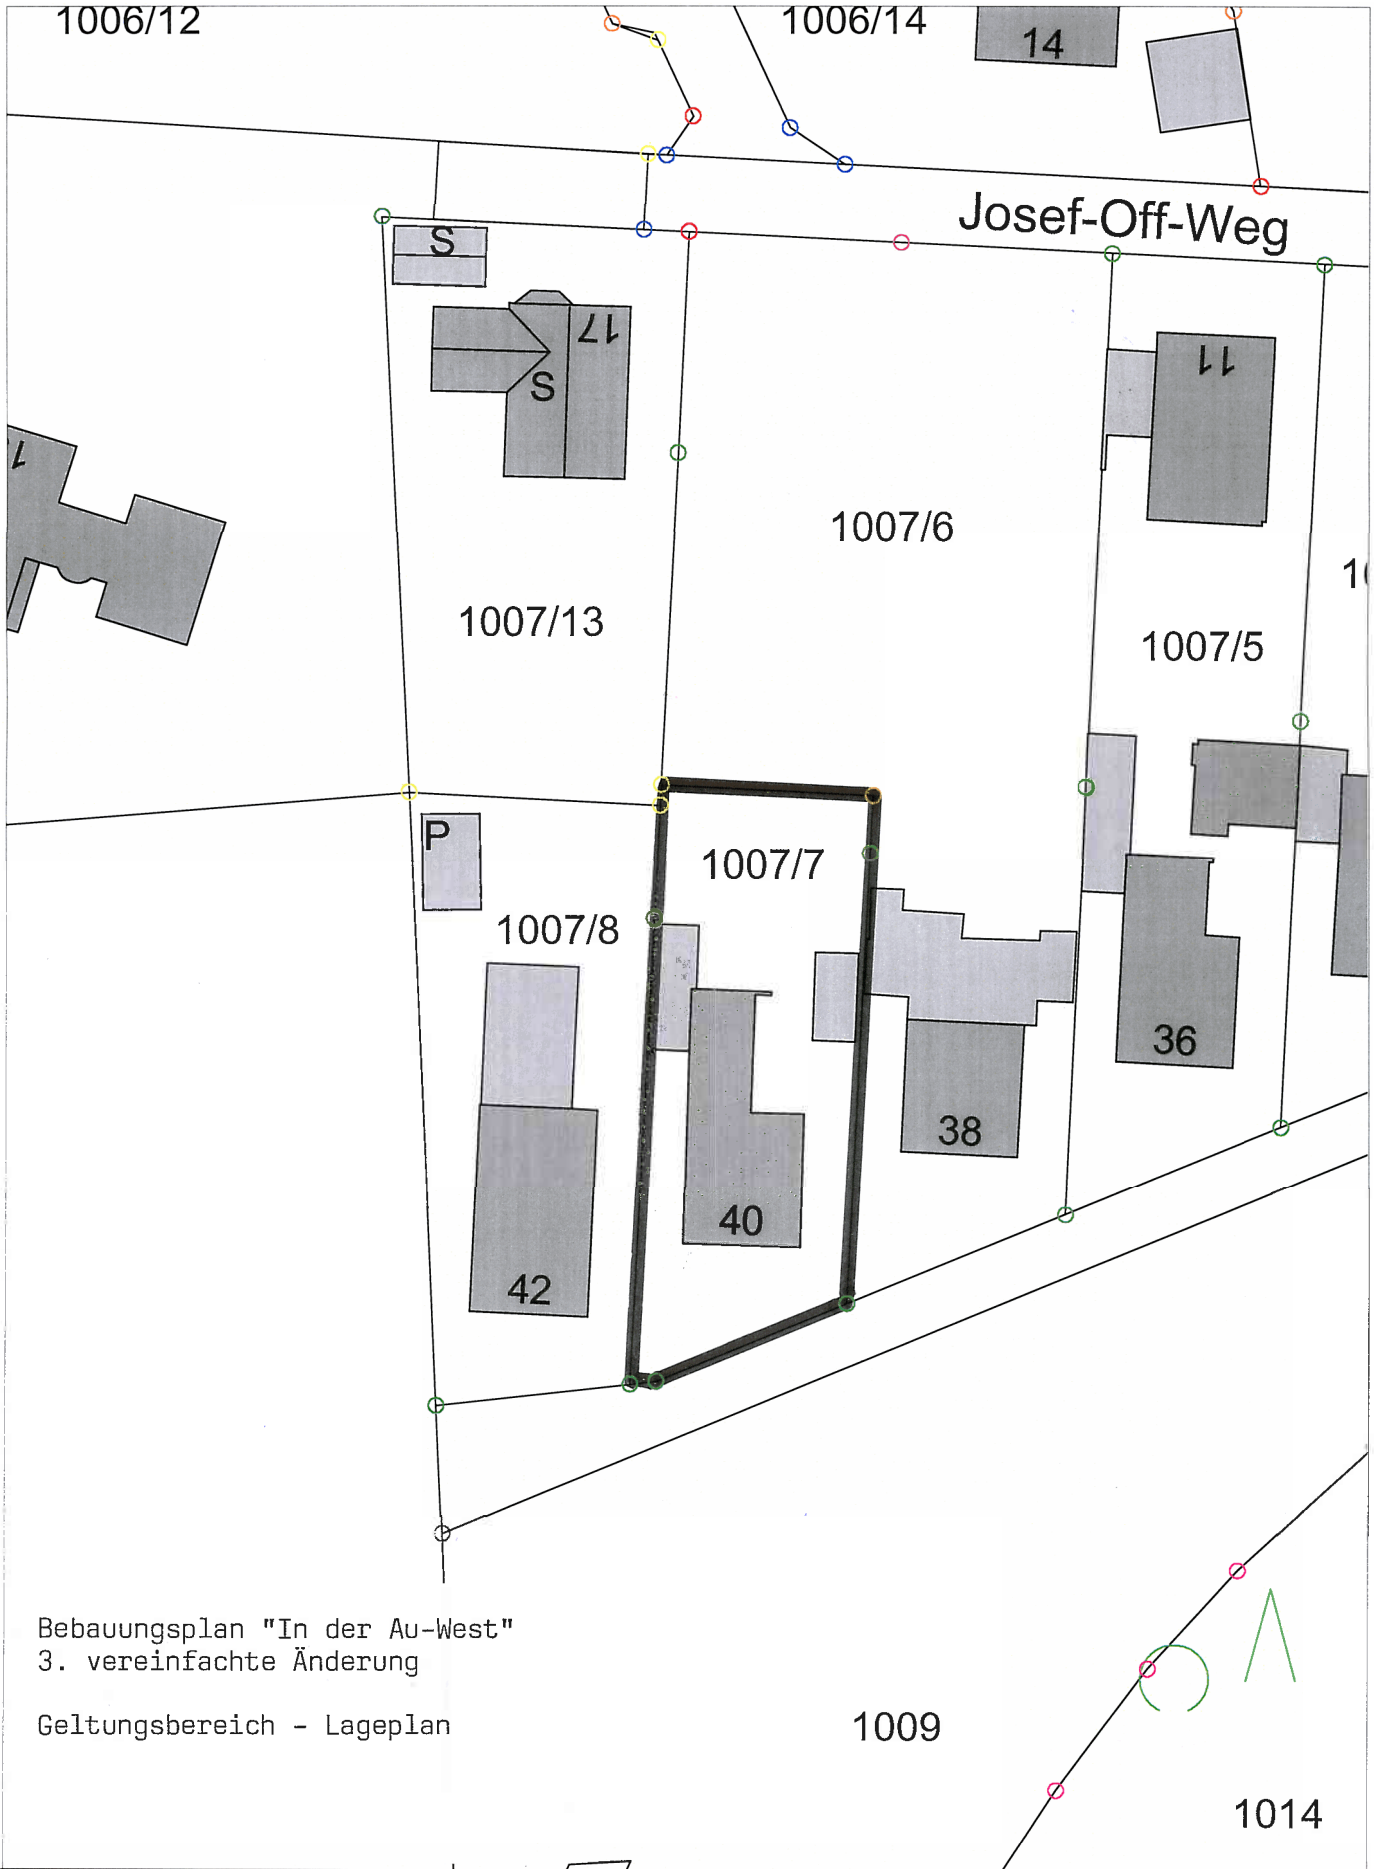 1006/12
1006/14
14
Josef-Off-Weg
S
17
S
11
1007/6
1007/13
1007/5
P
1007/7
1007/8
36
38
40
42
Bebauungsplan "In der Au-West"
3. vereinfachte Änderung
Geltungsbereich - Lageplan
1009
1014